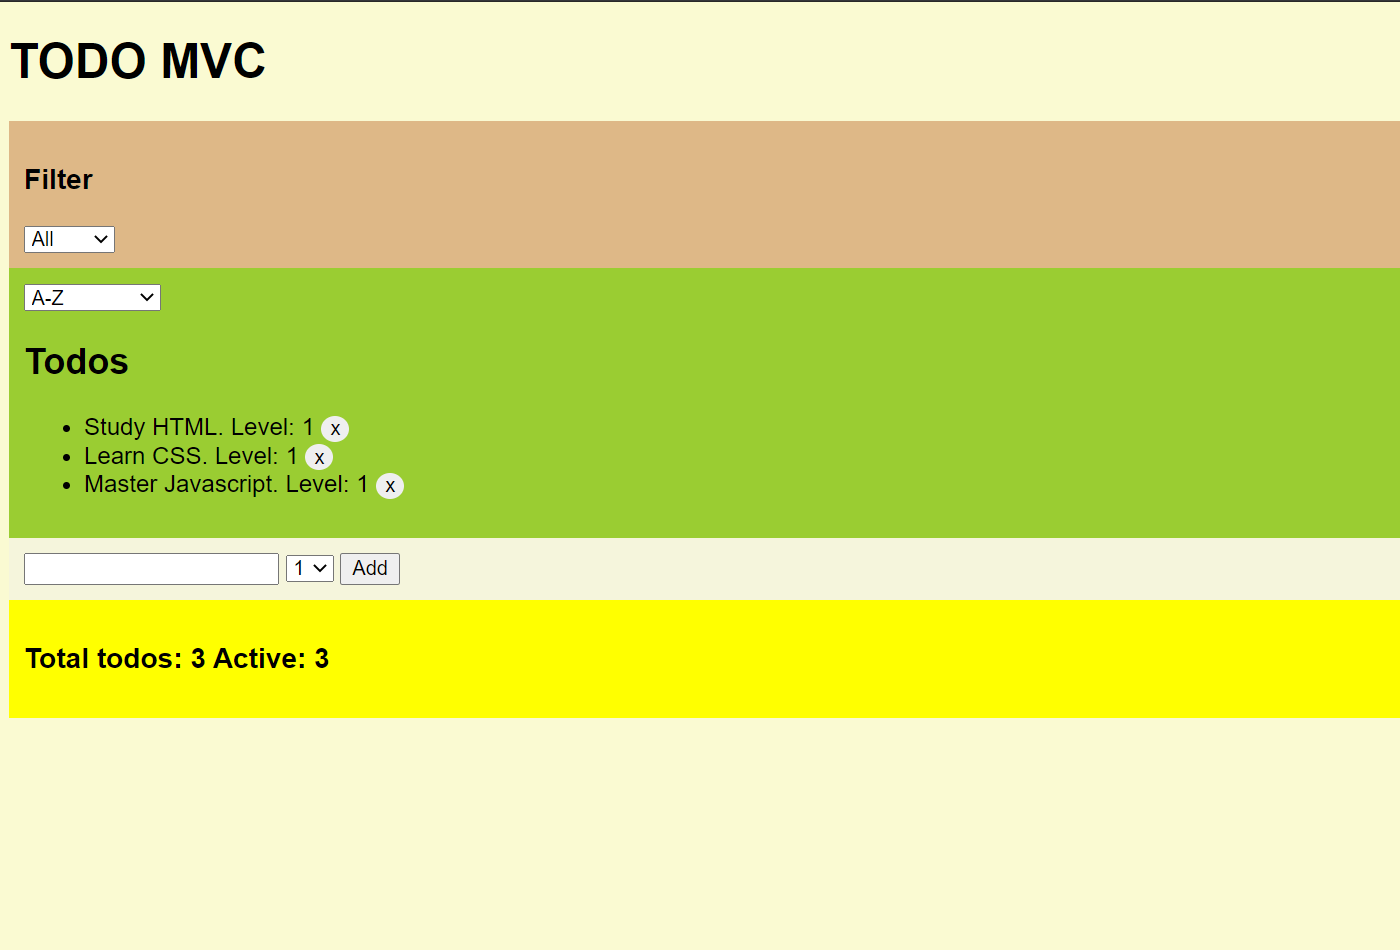 TODO MVC
Filter
All
A-Z
Todos
Study HTML. Level: 1 x
Learn CSS. Level: 1 x
Master Javascript. Level: 1 x
1 Add
Total todos: 3 Active: 3